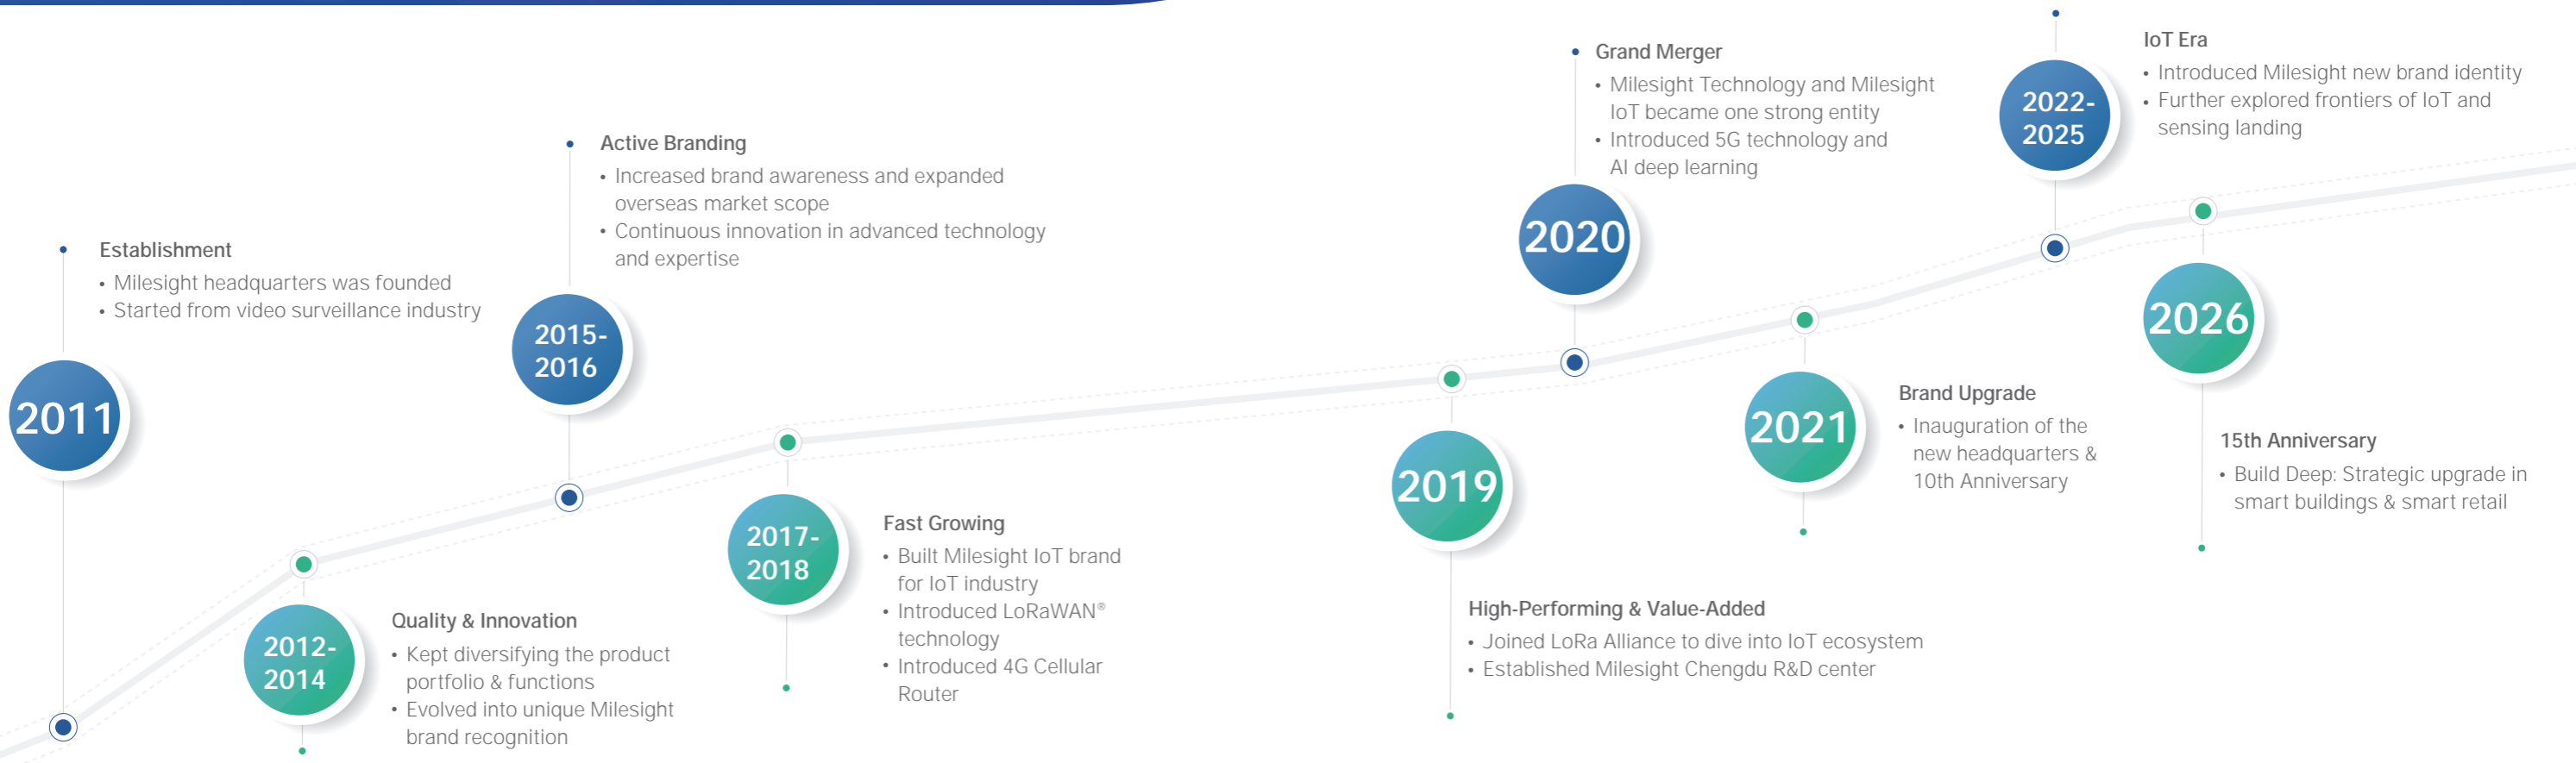 2011
Establishment
• Milesight headquarters was founded
• Started from video surveillance industry
2012-
2014
Quality & Innovation
• Kept diversifying the product
portfolio & functions
• Evolved into unique Milesight
brand recognition
2015-
2016
Active Branding
• Increased brand awareness and expanded
overseas market scope
• Continuous innovation in advanced technology
and expertise
2017-
2018
Fast Growing
• Built Milesight IoT brand
for IoT industry
• Introduced LoRaWAN®
technology
• Introduced 4G Cellular
Router
2019
High-Performing & Value-Added
• Joined LoRa Alliance to dive into IoT ecosystem
• Established Milesight Chengdu R&D center
2020
Grand Merger
• Milesight Technology and Milesight
IoT became one strong entity
• Introduced 5G technology and
AI deep learning
2021
Brand Upgrade
• Inauguration of the
new headquarters &
10th Anniversary
2022-
2025
IoT Era
• Introduced Milesight new brand identity
• Further explored frontiers of IoT and
sensing landing
2026
15th Anniversary
• Build Deep: Strategic upgrade in
smart buildings & smart retail